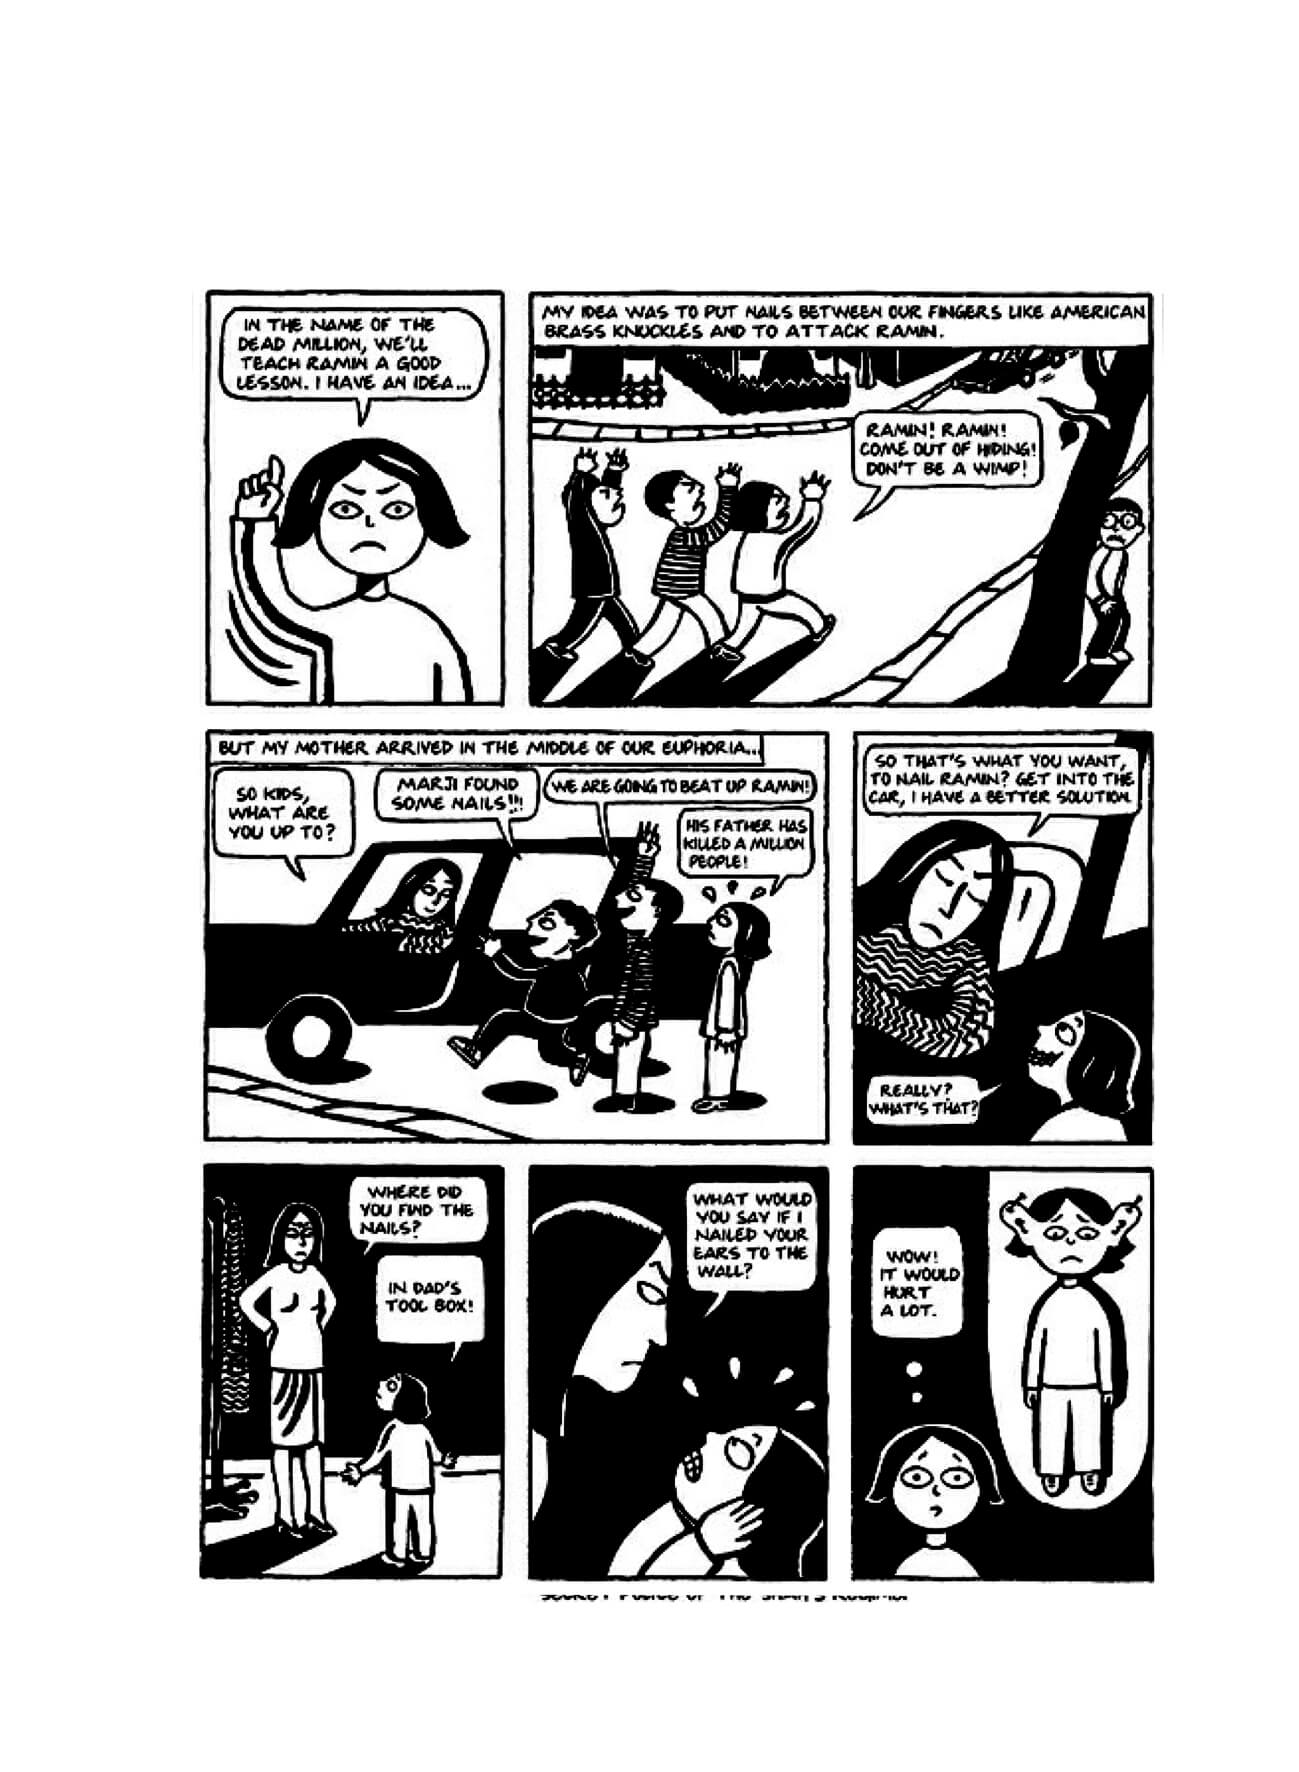 IN THE NAME OF THE
DEAD MILLION, WE'LL
TEACH RAMIN A GOOD
LESSON. I HAVE AN IDEA...
MY IDEA WAS TO PUT NAILS BETWEEN OUR FINGERS LIKE AMERICAN
BRASS KNUCKLES AND TO ATTACK RAMIN.
RAMIN! RAMIN!
COME OUT OF HIDING!
DON'T BE A WIMP!
BUT MY MOTHER ARRIVED IN THE MIDDLE OF OUR EUPHORIA...
SO KIDS,
WHAT ARE
YOU UP TO?
MARJI FOUND
SOME NAILS!!!
WE ARE GOING TO BEAT UP RAMIN!
HIS FATHER HAS
KILLED A MILLION
PEOPLE!
SO THAT'S WHAT YOU WANT,
TO NAIL RAMIN? GET INTO THE
CAR, I HAVE A BETTER SOLUTION.
REALLY?
WHAT'S THAT?
WHERE DID
YOU FIND THE
NAILS?
IN DAD'S
TOOL BOX!
WHAT WOULD
YOU SAY IF I
NAILED YOUR
EARS TO THE
WALL?
WOW!
IT WOULD
HURT
A LOT.